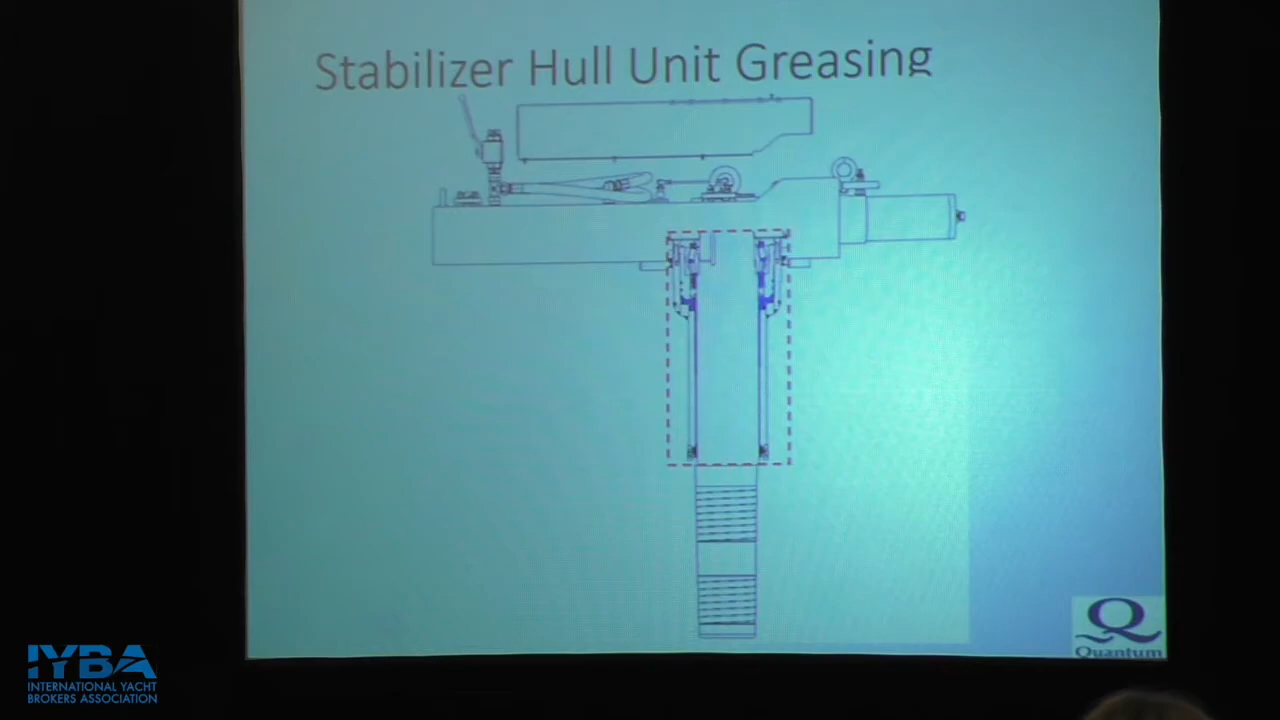 Stabilizer Hull Unit Greasing
Q
Quantum
IYBA
INTERNATIONAL YACHT
BROKERS ASSOCIATION